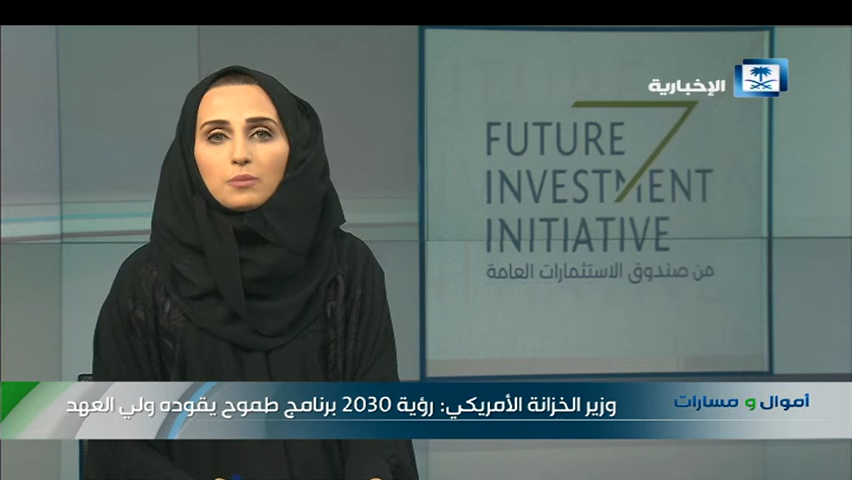 الإخبارية
FUTURE
INVESTMENT
INITIATIVE
من صندوق الاستثمارات العامة
أموال و مسارات
وزير الخزانة الأمريكي: رؤية 2030 برنامج طموح يقوده ولي العهد